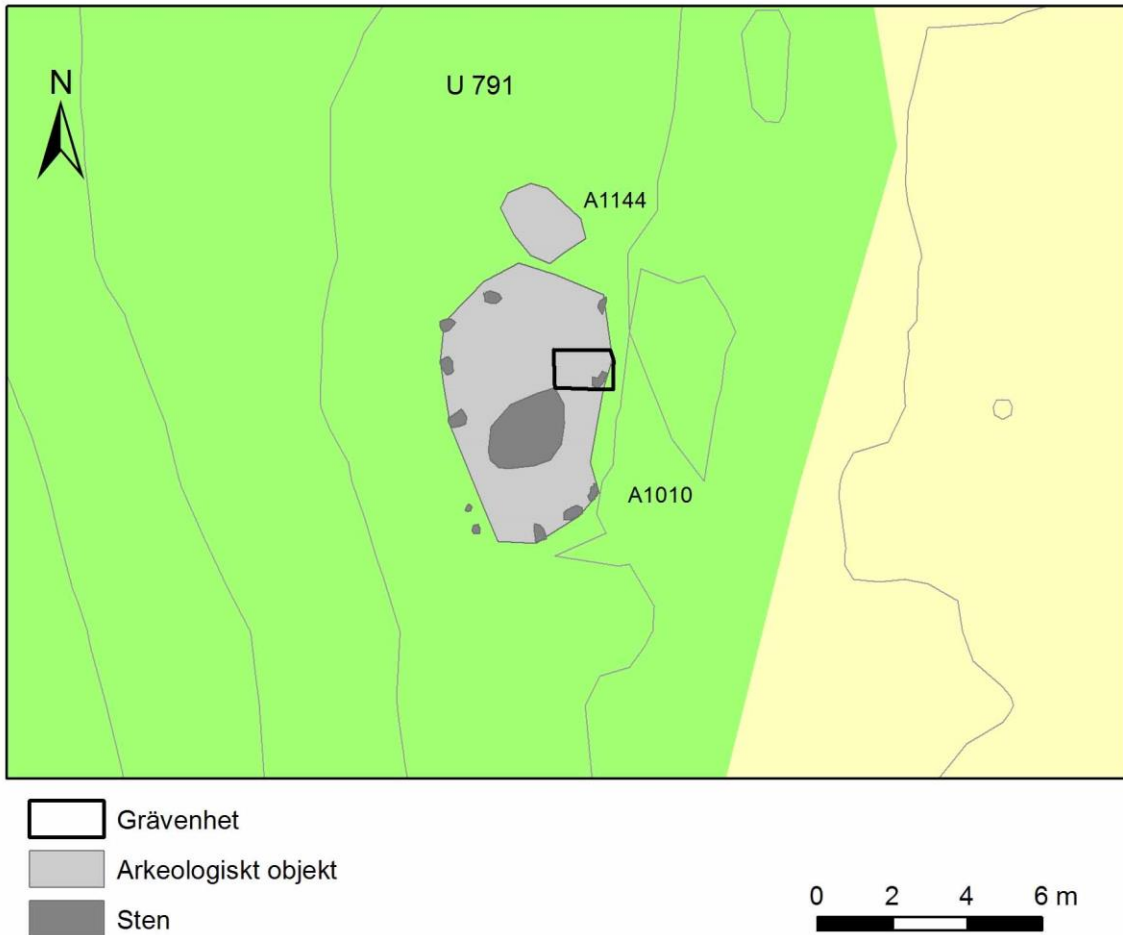 U 791
N
A1144
A1010
Grävenhet
Arkeologiskt objekt
Sten
0 2 4 6 m